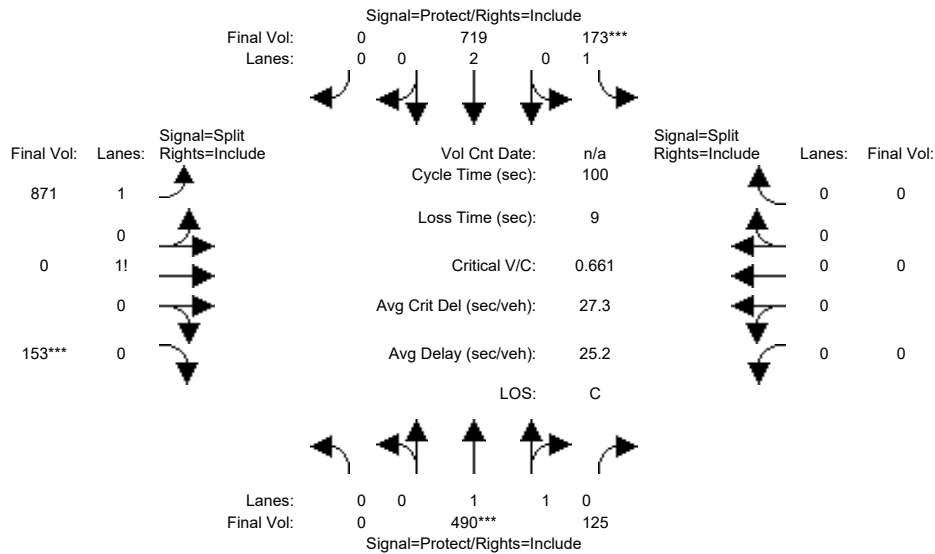 Signal=Protect/Rights=Include
Final Vol: 0 719 173***
Lanes: 0 0 2 0 1
Signal=Split
Final Vol: Lanes: Rights=Include Vol Cnt Date: n/a Signal=Split
Rights=Include Lanes: Final Vol:
Cycle Time (sec): 100
871 1 0 0
Loss Time (sec): 9
0 0
0 1! Critical V/C: 0.661 0 0
0 Avg Crit Del (sec/veh): 27.3 0
153*** 0 Avg Delay (sec/veh): 25.2 0 0
LOS: C
Lanes: 0 0 1 1 0
Final Vol: 0 490*** 125
Signal=Protect/Rights=Include